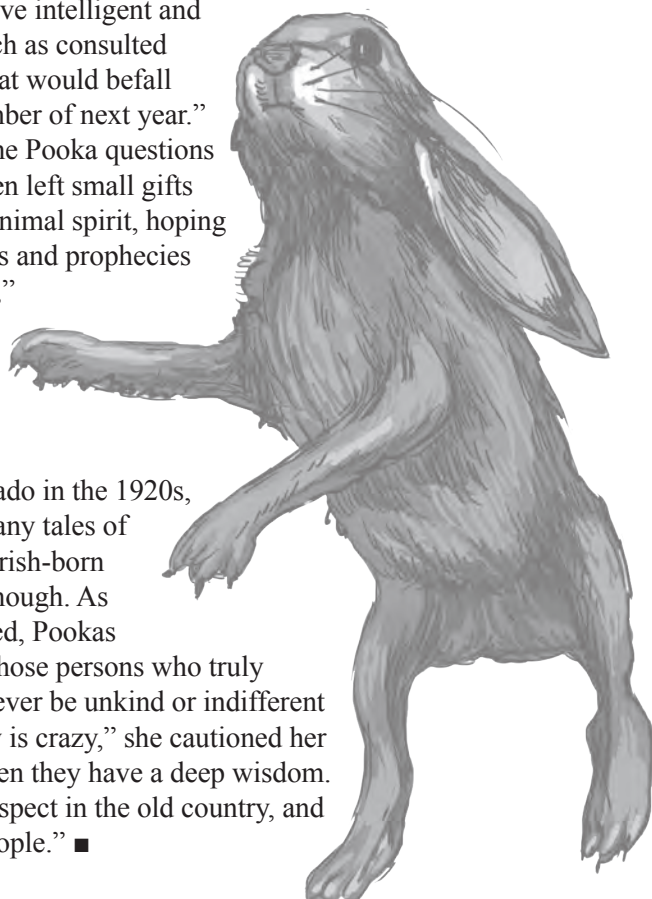 ve intelligent and
ch as consulted
at would befall
nber of next year.”
he Pooka questions
en left small gifts
nimal spirit, hoping
s and prophecies
.”
ado in the 1920s,
any tales of
rish-born
hough. As
ed, Pookas
hose persons who truly
ever be unkind or indifferent
y is crazy,” she cautioned her
en they have a deep wisdom.
spect in the old country, and
ople.” ■